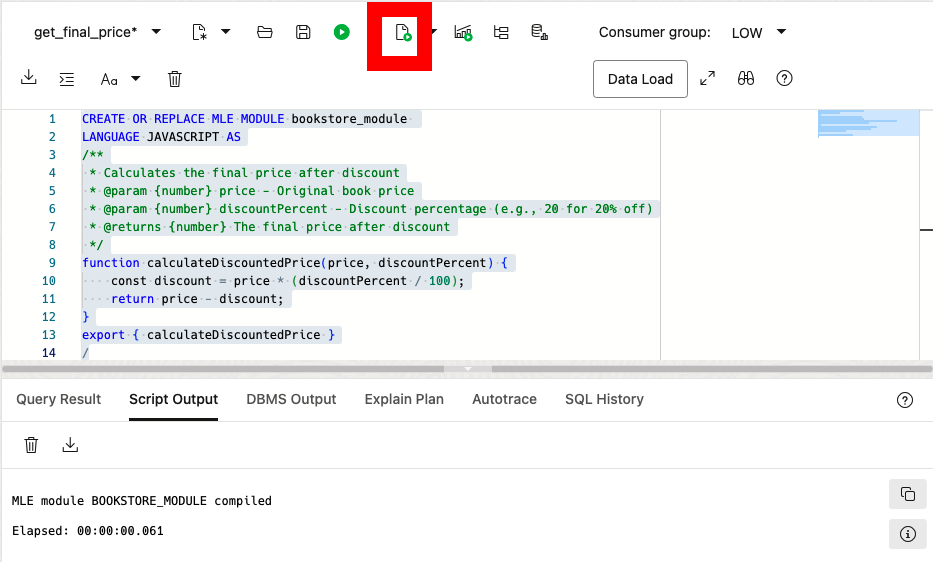 get_final_price*
Consumer group: LOW
Aa
Data Load
1 CREATE OR REPLACE MLE MODULE bookstore_module
2 LANGUAGE JAVASCRIPT AS
3 /**
4 * Calculates the final price after discount
5 * @param {number} price - Original book price
6 * @param {number} discountPercent - Discount percentage (e.g., 20 for 20% off)
7 * @returns {number} The final price after discount
8 */
9 function calculateDiscountedPrice(price, discountPercent) {
10 const discount = price * (discountPercent / 100);
11 return price - discount;
12 }
13 export { calculateDiscountedPrice }
14 /
Query Result Script Output DBMS Output Explain Plan Autotrace SQL History
MLE module BOOKSTORE_MODULE compiled
Elapsed: 00:00:00.061